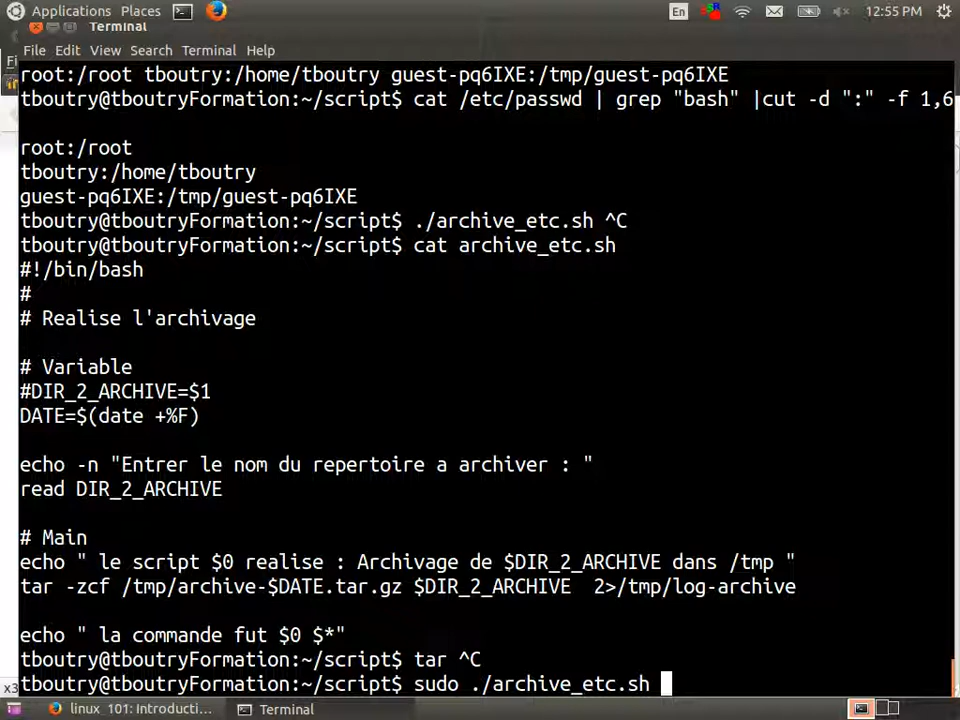 Applications Places En 12:55 PM
Terminal
File Edit View Search Terminal Help
root:/root tboutry:/home/tboutry guest-pq6IXE:/tmp/guest-pq6IXE
tboutry@tboutryFormation:~/script$ cat /etc/passwd | grep "bash" |cut -d ":" -f 1,6
root:/root
tboutry:/home/tboutry
guest-pq6IXE:/tmp/guest-pq6IXE
tboutry@tboutryFormation:~/script$ ./archive_etc.sh ^C
tboutry@tboutryFormation:~/script$ cat archive_etc.sh
#!/bin/bash
#
# Realise l'archivage
# Variable
#DIR_2_ARCHIVE=$1
DATE=$(date +%F)
echo -n "Entrer le nom du repertoire a archiver : "
read DIR_2_ARCHIVE
# Main
echo " le script $0 realise : Archivage de $DIR_2_ARCHIVE dans /tmp "
tar -zcf /tmp/archive-$DATE.tar.gz $DIR_2_ARCHIVE  2>/tmp/log-archive
echo " la commande fut $0 $*"
tboutry@tboutryFormation:~/script$ tar ^C
tboutry@tboutryFormation:~/script$ sudo ./archive_etc.sh
x3
linux_101: Introducti... Terminal